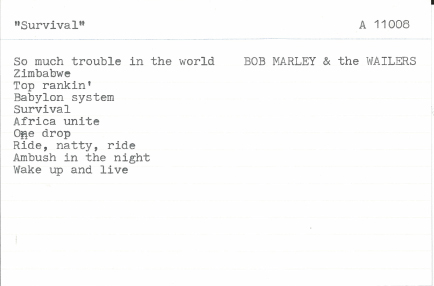 "Survival" A 11008
So much trouble in the world BOB MARLEY & the WAILERS
Zimbabwe
Top rankin'
Babylon system
Survival
Africa unite
One drop
Ride, natty, ride
Ambush in the night
Wake up and live